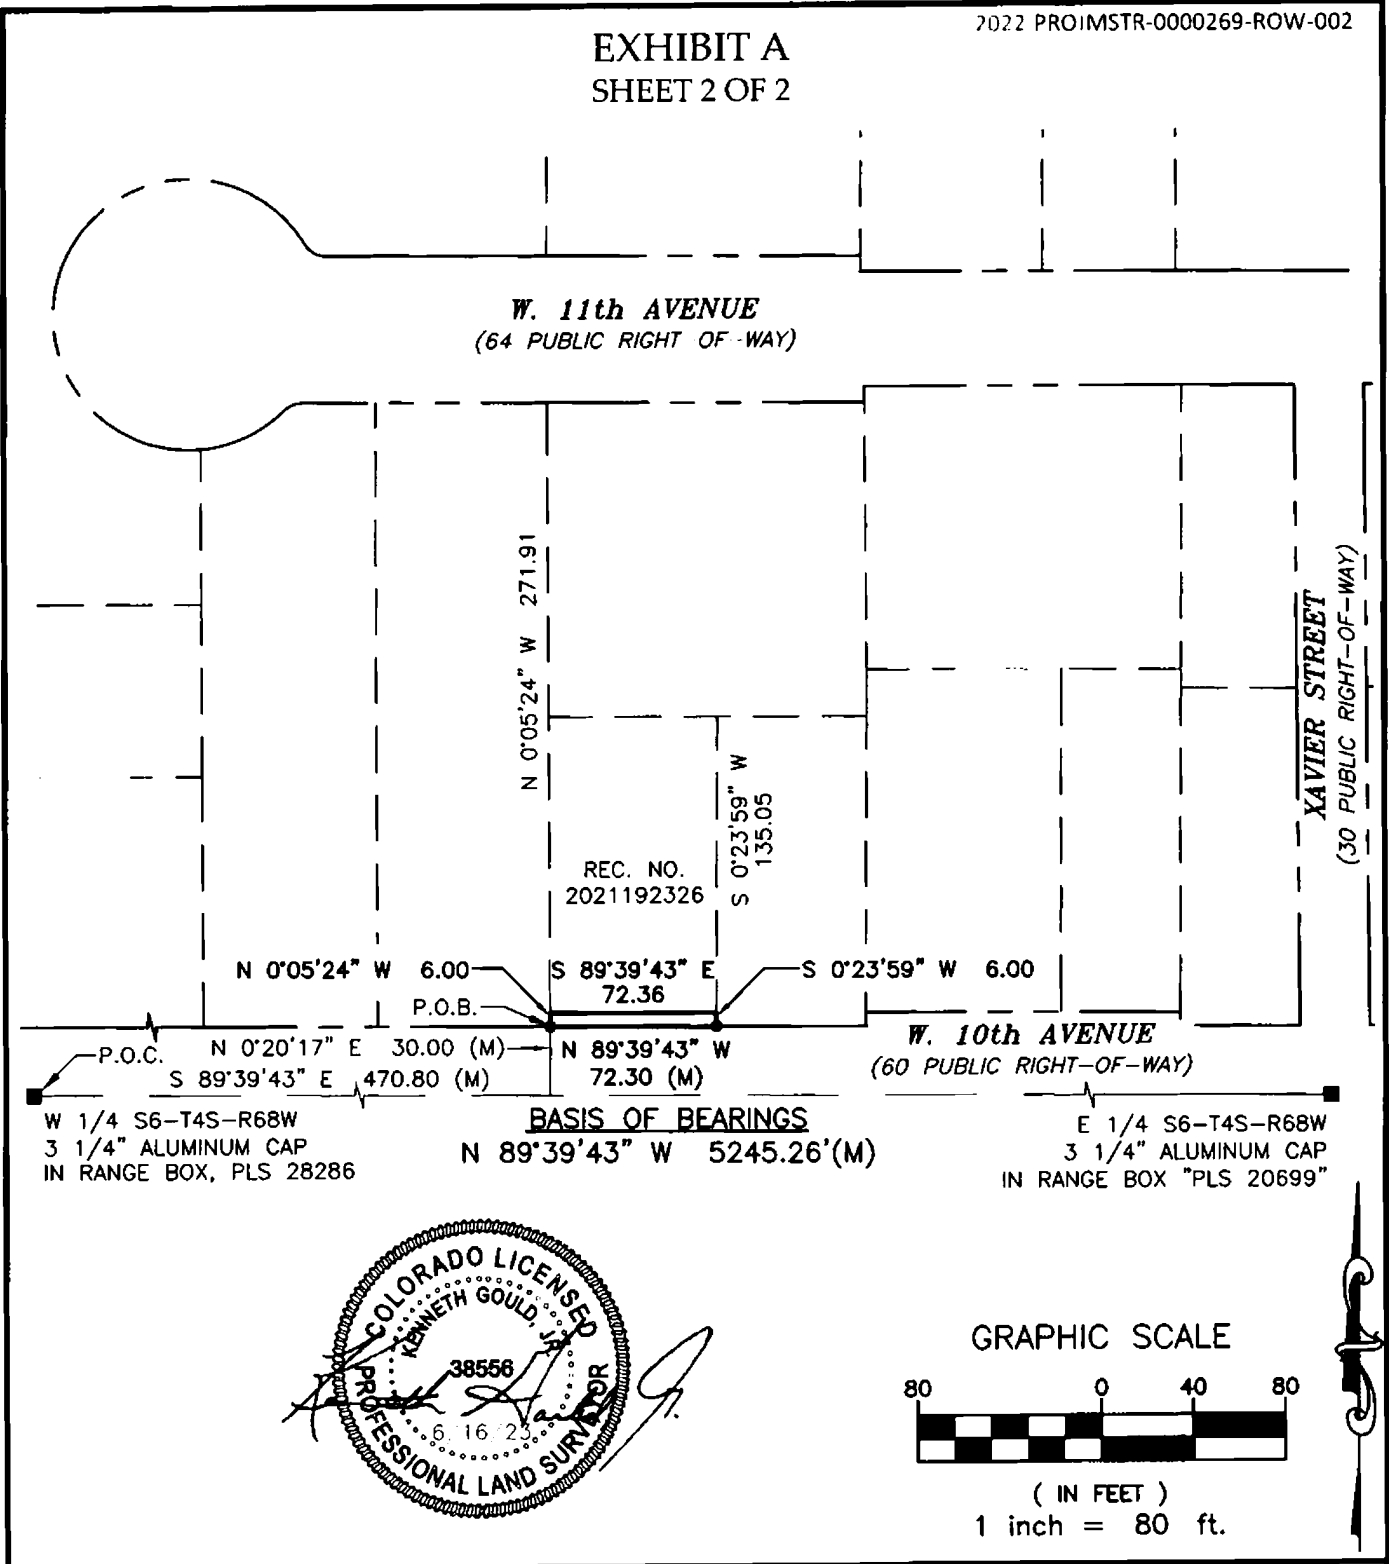 2022 PROJMSTR-0000269-ROW-002
EXHIBIT A
SHEET 2 OF 2
W. 11th AVENUE
(64 PUBLIC RIGHT OF-WAY)
N 0°05'24" W 271.91
S 0°23'59" W
135.05
REC. NO.
2021192326
XAVIER STREET
(30 PUBLIC RIGHT-OF-WAY)
N 0°05'24" W 6.00
S 89°39'43" E
72.36
S 0°23'59" W 6.00
P.O.B.
P.O.C.
N 0°20'17" E 30.00 (M)
S 89°39'43" E 470.80 (M)
N 89°39'43" W
72.30 (M)
W. 10th AVENUE
(60 PUBLIC RIGHT-OF-WAY)
W 1/4 S6-T4S-R68W
3 1/4" ALUMINUM CAP
IN RANGE BOX, PLS 28286
BASIS OF BEARINGS
N 89°39'43" W 5245.26'(M)
E 1/4 S6-T4S-R68W
3 1/4" ALUMINUM CAP
IN RANGE BOX "PLS 20699"
COLORADO LICENSED
KENNETH GOULD, JR
38556
6/16/23
PROFESSIONAL LAND SURVEYOR
GRAPHIC SCALE
80 0 40 80
( IN FEET )
1 inch = 80 ft.